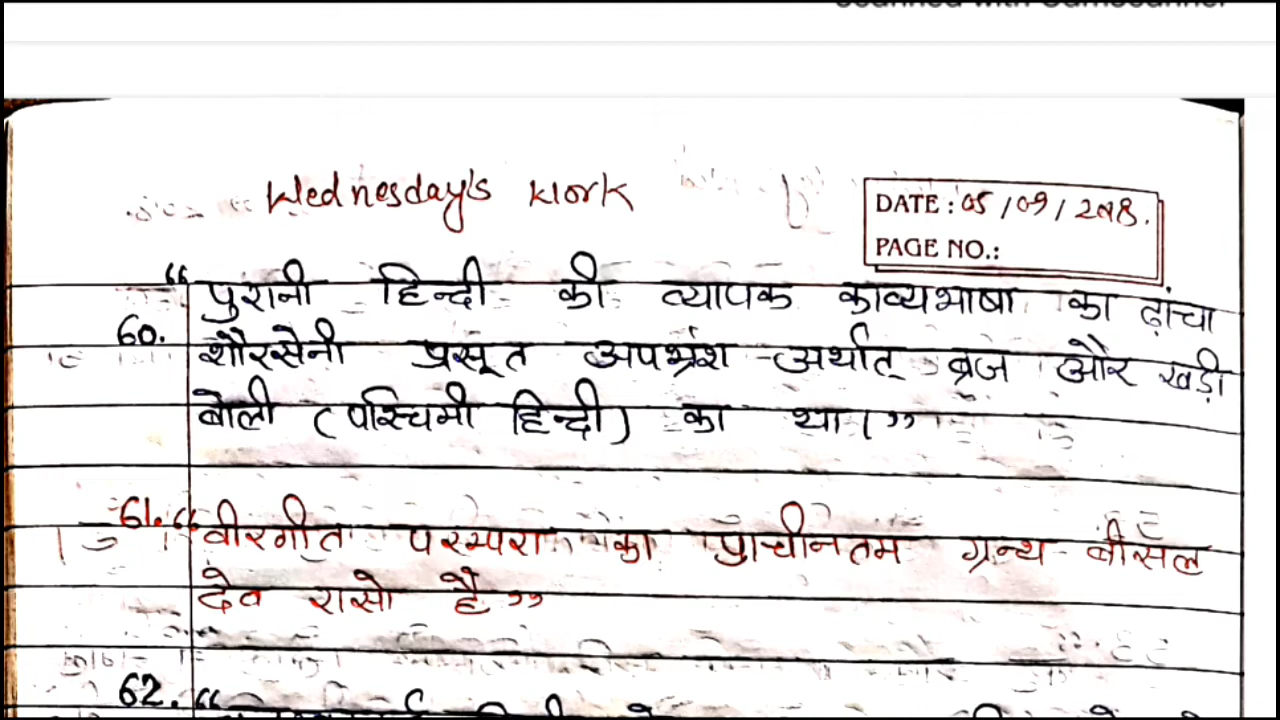 Wednesday's Work
DATE : 05 / 09 / 2018.
PAGE NO.:
“पुरानी हिन्दी की व्यापक काव्यभाषा का ढ़ांचा
60. शौरसेनी प्रसूत अपभ्रंश अर्थात् ब्रज और खड़ी
बोली (पश्चिमी हिन्दी) का था।”
61. “वीरगीत परम्परा का प्राचीनतम ग्रन्थ बीसल
देव रासो है”
62. “